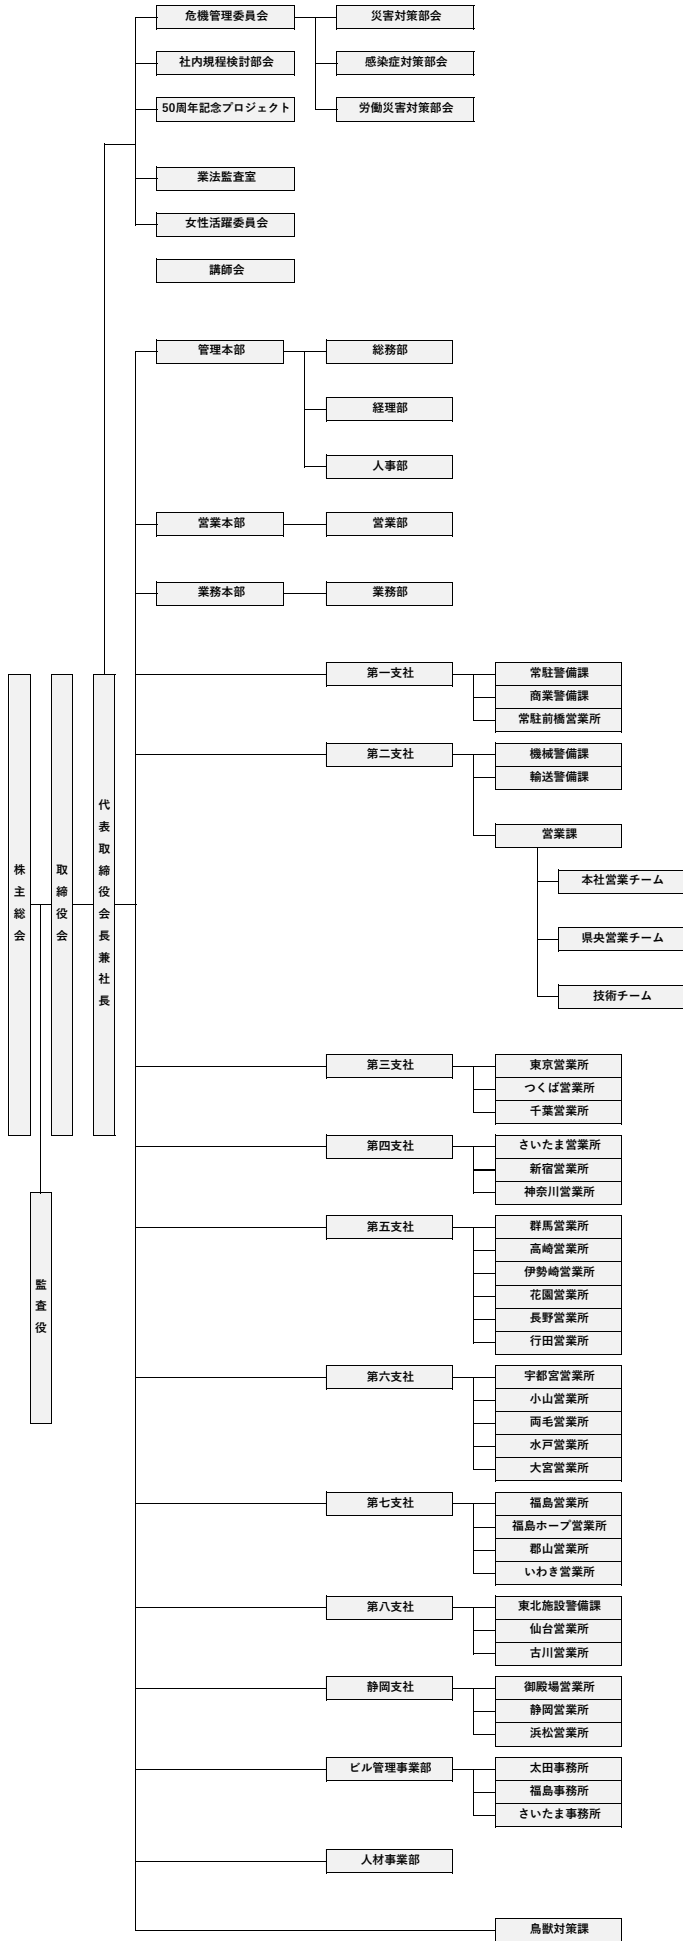 危機管理委員会
災害対策部会
社内規程検討部会
感染症対策部会
50周年記念プロジェクト
労働災害対策部会
業法監査室
女性活躍委員会
講師会
管理本部
総務部
経理部
人事部
営業本部
営業部
業務本部
業務部
株主総会
取締役会
代表取締役会長兼社長
監査役
第一支社
常駐警備課
商業警備課
常駐前橋営業所
第二支社
機械警備課
輸送警備課
営業課
本社営業チーム
県央営業チーム
技術チーム
第三支社
東京営業所
つくば営業所
千葉営業所
第四支社
さいたま営業所
新宿営業所
神奈川営業所
第五支社
群馬営業所
高崎営業所
伊勢崎営業所
花園営業所
長野営業所
行田営業所
第六支社
宇都宮営業所
小山営業所
両毛営業所
水戸営業所
大宮営業所
第七支社
福島営業所
福島ホープ営業所
郡山営業所
いわき営業所
第八支社
東北施設警備課
仙台営業所
古川営業所
静岡支社
御殿場営業所
静岡営業所
浜松営業所
ビル管理事業部
太田事務所
福島事務所
さいたま事務所
人材事業部
鳥獣対策課